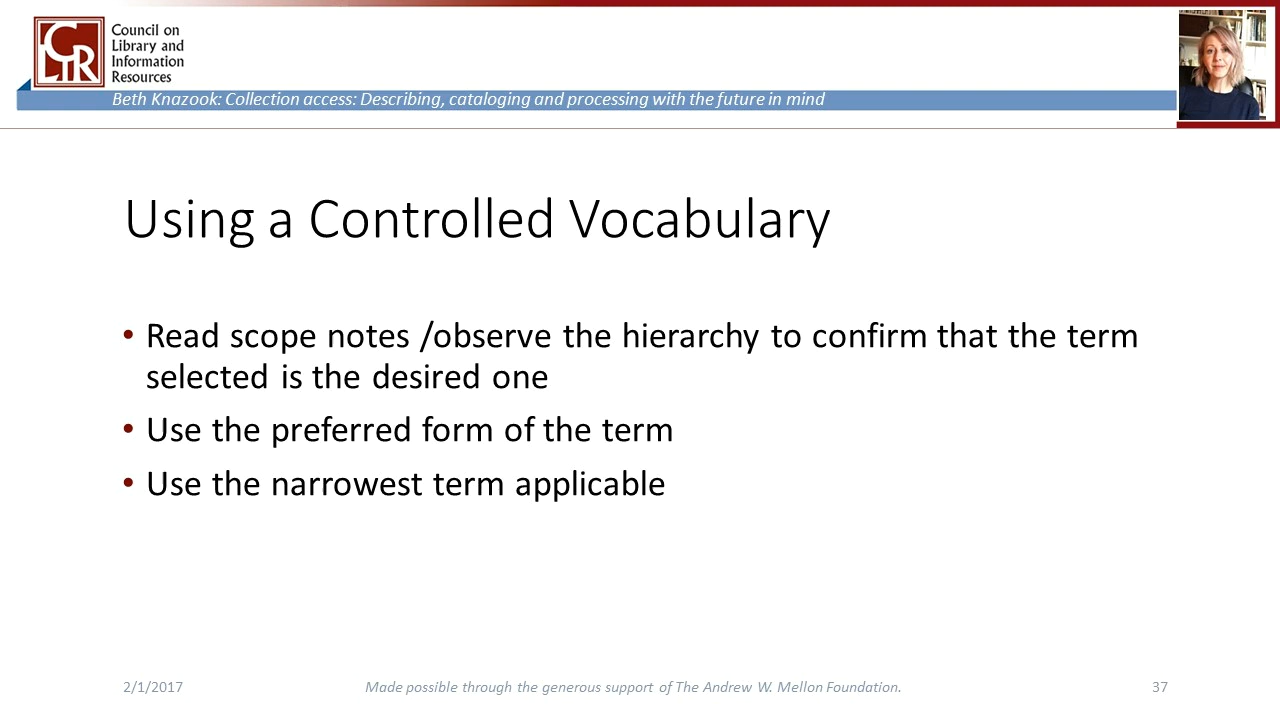 CLIR
Council on
Library and
Information
Resources
Beth Knazook: Collection access: Describing, cataloging and processing with the future in mind
Using a Controlled Vocabulary
• Read scope notes /observe the hierarchy to confirm that the term
selected is the desired one
• Use the preferred form of the term
• Use the narrowest term applicable
2/1/2017
Made possible through the generous support of The Andrew W. Mellon Foundation.
37